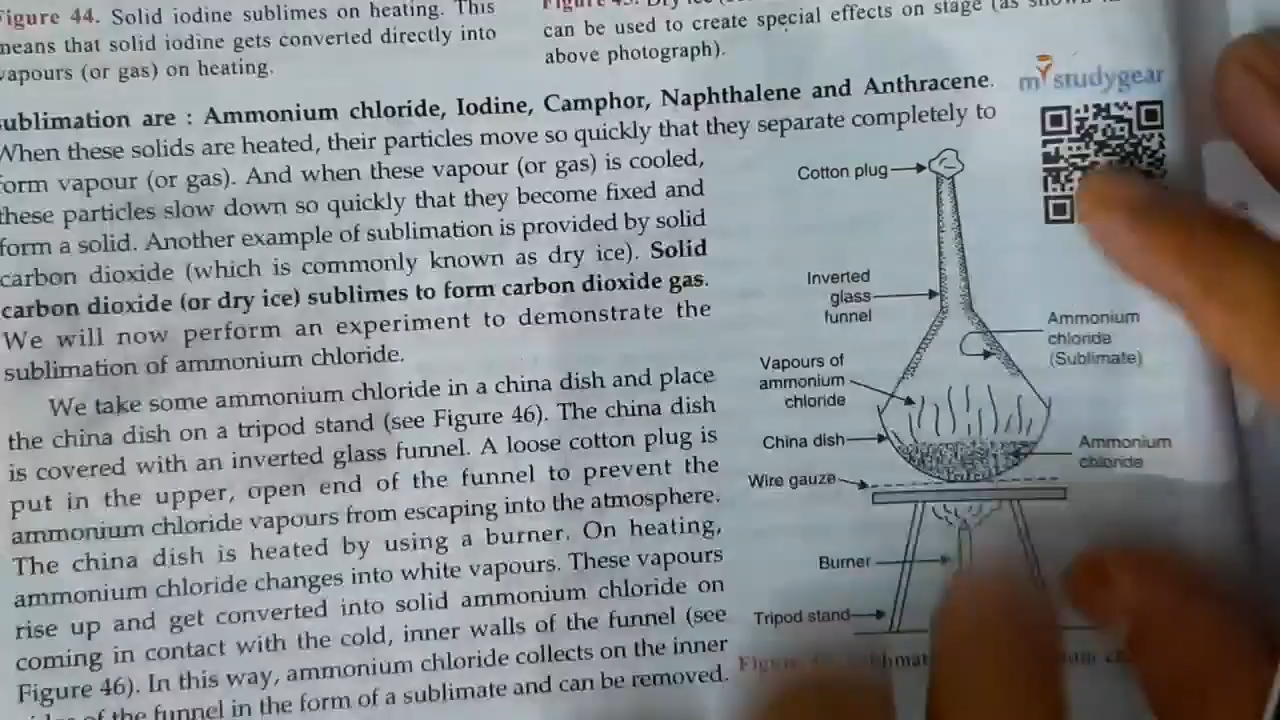 Figure 44. Solid iodine sublimes on heating. This
means that solid iodine gets converted directly into
vapours (or gas) on heating.
can be used to create special effects on stage (as shown
above photograph).
sublimation are : Ammonium chloride, Iodine, Camphor, Naphthalene and Anthracene.
When these solids are heated, their particles move so quickly that they separate completely to
form vapour (or gas). And when these vapour (or gas) is cooled,
these particles slow down so quickly that they become fixed and
form a solid. Another example of sublimation is provided by solid
carbon dioxide (which is commonly known as dry ice). Solid
carbon dioxide (or dry ice) sublimes to form carbon dioxide gas.
We will now perform an experiment to demonstrate the
sublimation of ammonium chloride.
We take some ammonium chloride in a china dish and place
the china dish on a tripod stand (see Figure 46). The china dish
is covered with an inverted glass funnel. A loose cotton plug is
put in the upper, open end of the funnel to prevent the
ammonium chloride vapours from escaping into the atmosphere.
The china dish is heated by using a burner. On heating,
ammonium chloride changes into white vapours. These vapours
rise up and get converted into solid ammonium chloride on
coming in contact with the cold, inner walls of the funnel (see
Figure 46). In this way, ammonium chloride collects on the inner
of the funnel in the form of a sublimate and can be removed.
mystudygear
Cotton plug
Inverted
glass
funnel
Ammonium
chloride
(Sublimate)
Vapours of
ammonium
chloride
China dish
Ammonium
chloride
Wire gauze
Burner
Tripod stand